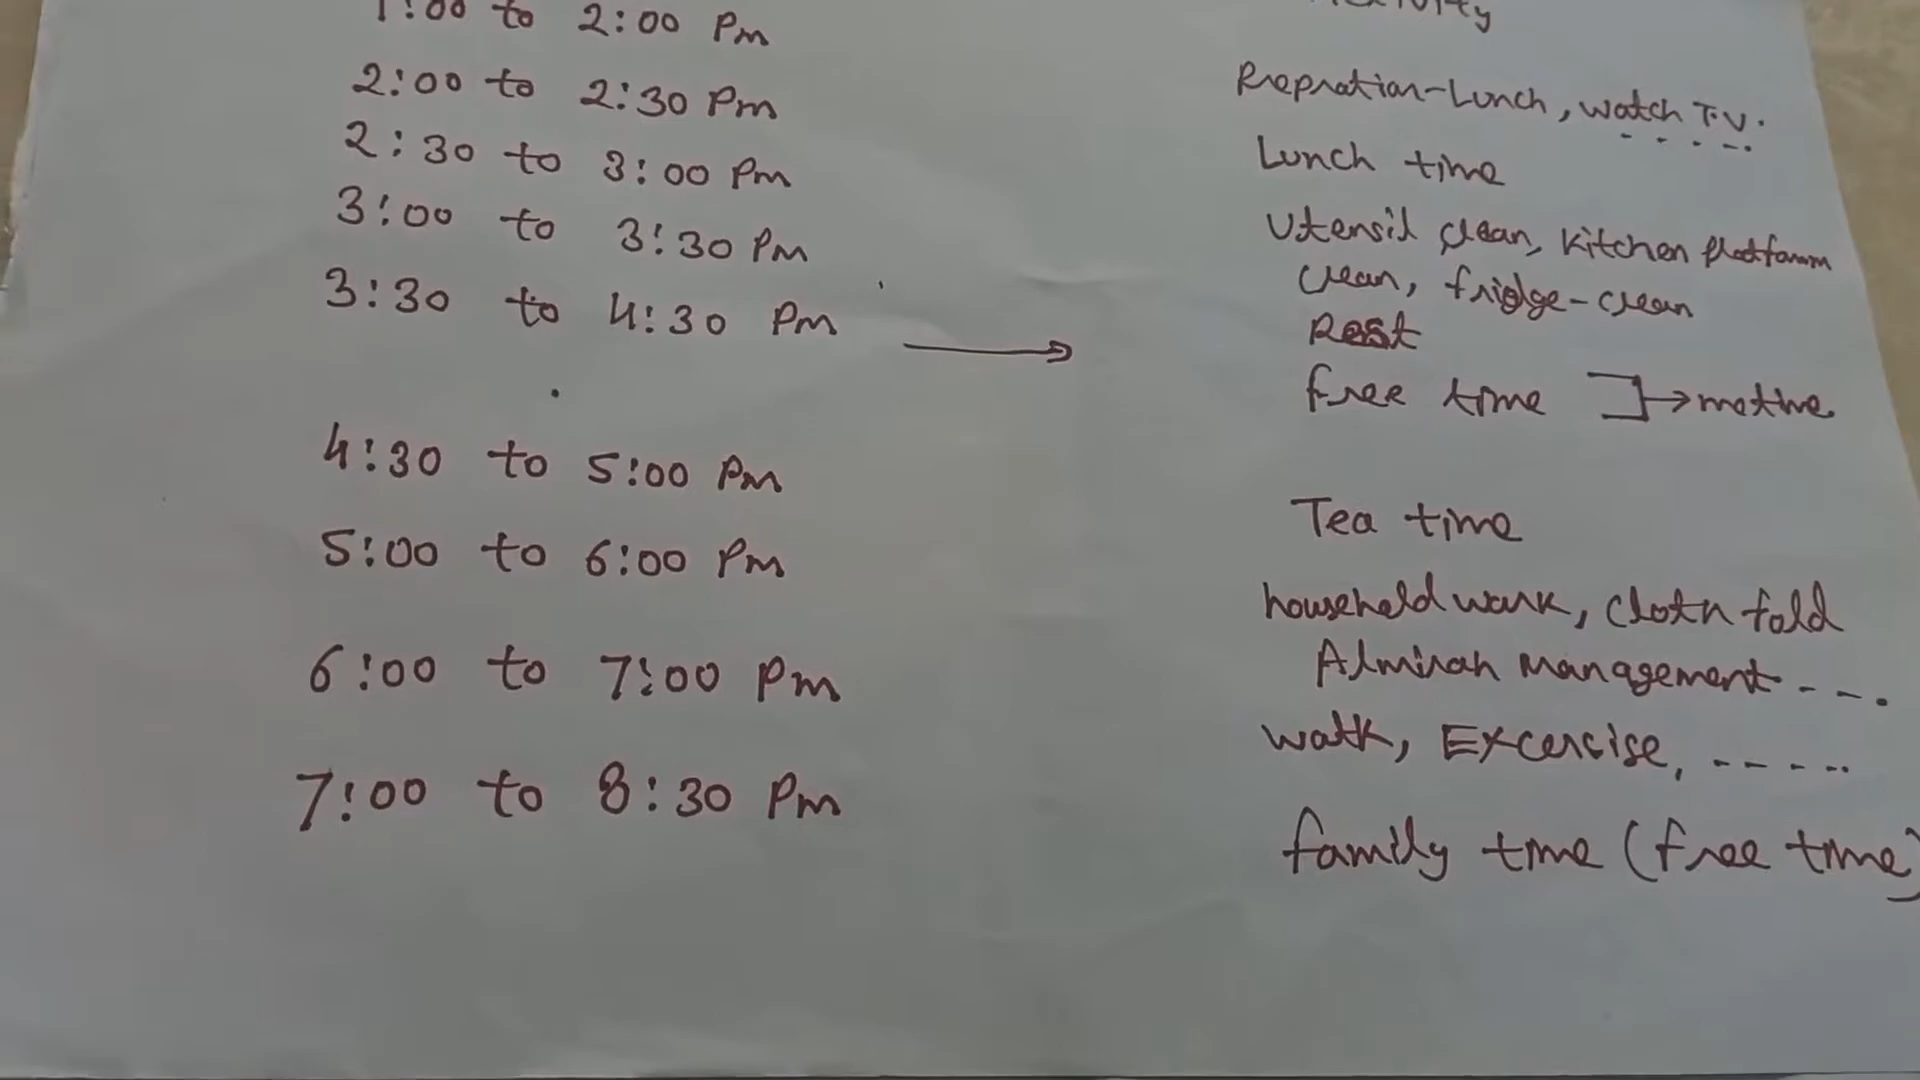 1:00 to 2:00 Pm
2:00 to 2:30 Pm
2:30 to 3:00 Pm
3:00 to 3:30 Pm
3:30 to 4:30 Pm
4:30 to 5:00 Pm
5:00 to 6:00 Pm
6:00 to 7:00 Pm
7:00 to 8:30 Pm
Prepration-Lunch, watch T.V.
Lunch time
Utensil clean, Kitchen platform
clean, fridge-clean
Rest
free time
Tea time
household work, cloth fold
Almirah management---.
walk, Excercise, -----
family time (free time)